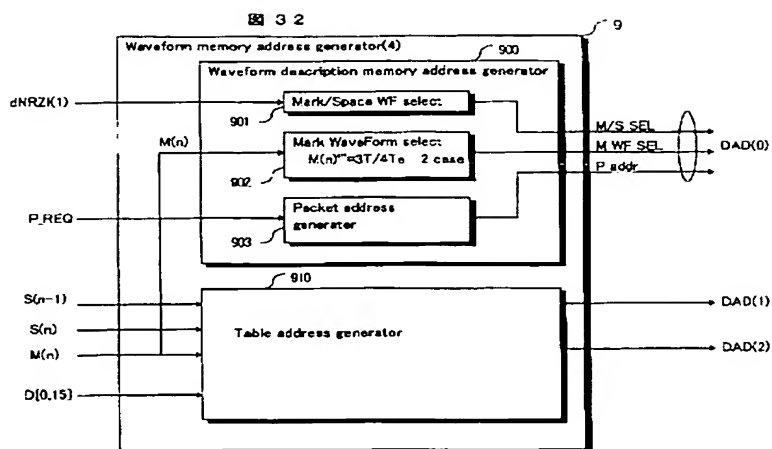 図 3 2
9
Waveform memory address generator(4)
900
Waveform description memory address generator
dNRZK(1)
Mark/Space WF select
901
M/S SEL
M(n)
Mark WaveForm select
M WF SEL
DAD(0)
2 case
902
P addr
P_REQ
Packet address
generator
903
910
S(n-1)
DAD(1)
S(n)
Table address generator
M(n)
DAD(2)
D[0,15]